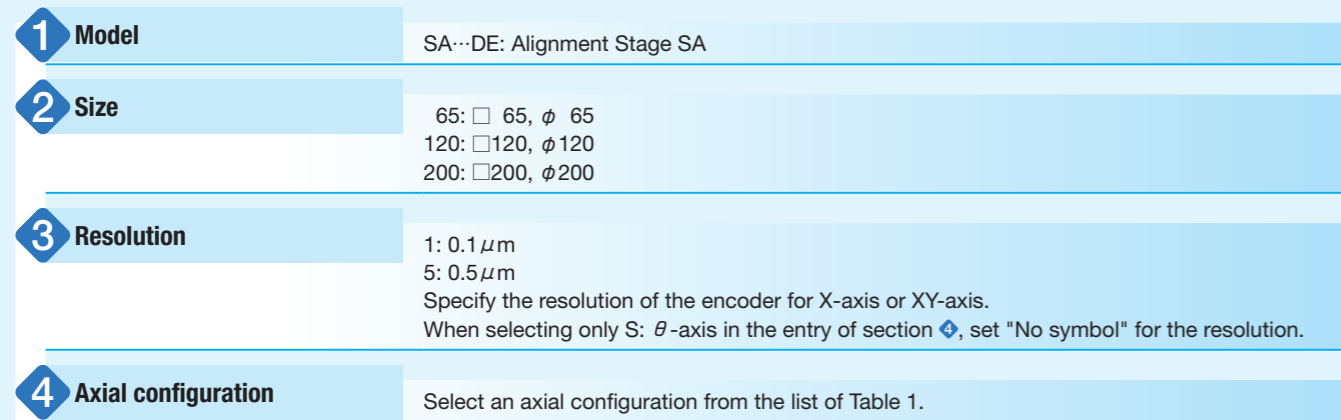 1 Model
SA···DE: Alignment Stage SA
2 Size
65: □ 65, φ 65
120: □120, φ120
200: □200, φ200
3 Resolution
1: 0.1μm
5: 0.5μm
Specify the resolution of the encoder for X-axis or XY-axis.
When selecting only S: θ-axis in the entry of section 4, set "No symbol" for the resolution.
4 Axial configuration
Select an axial configuration from the list of Table 1.